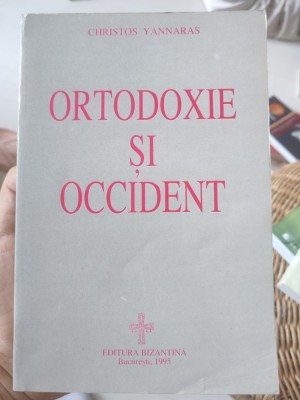 CHRISTOS YANNARAS
ORTODOXIE
ȘI
OCCIDENT
EDITURA BIZANTINĂ
București, 1995